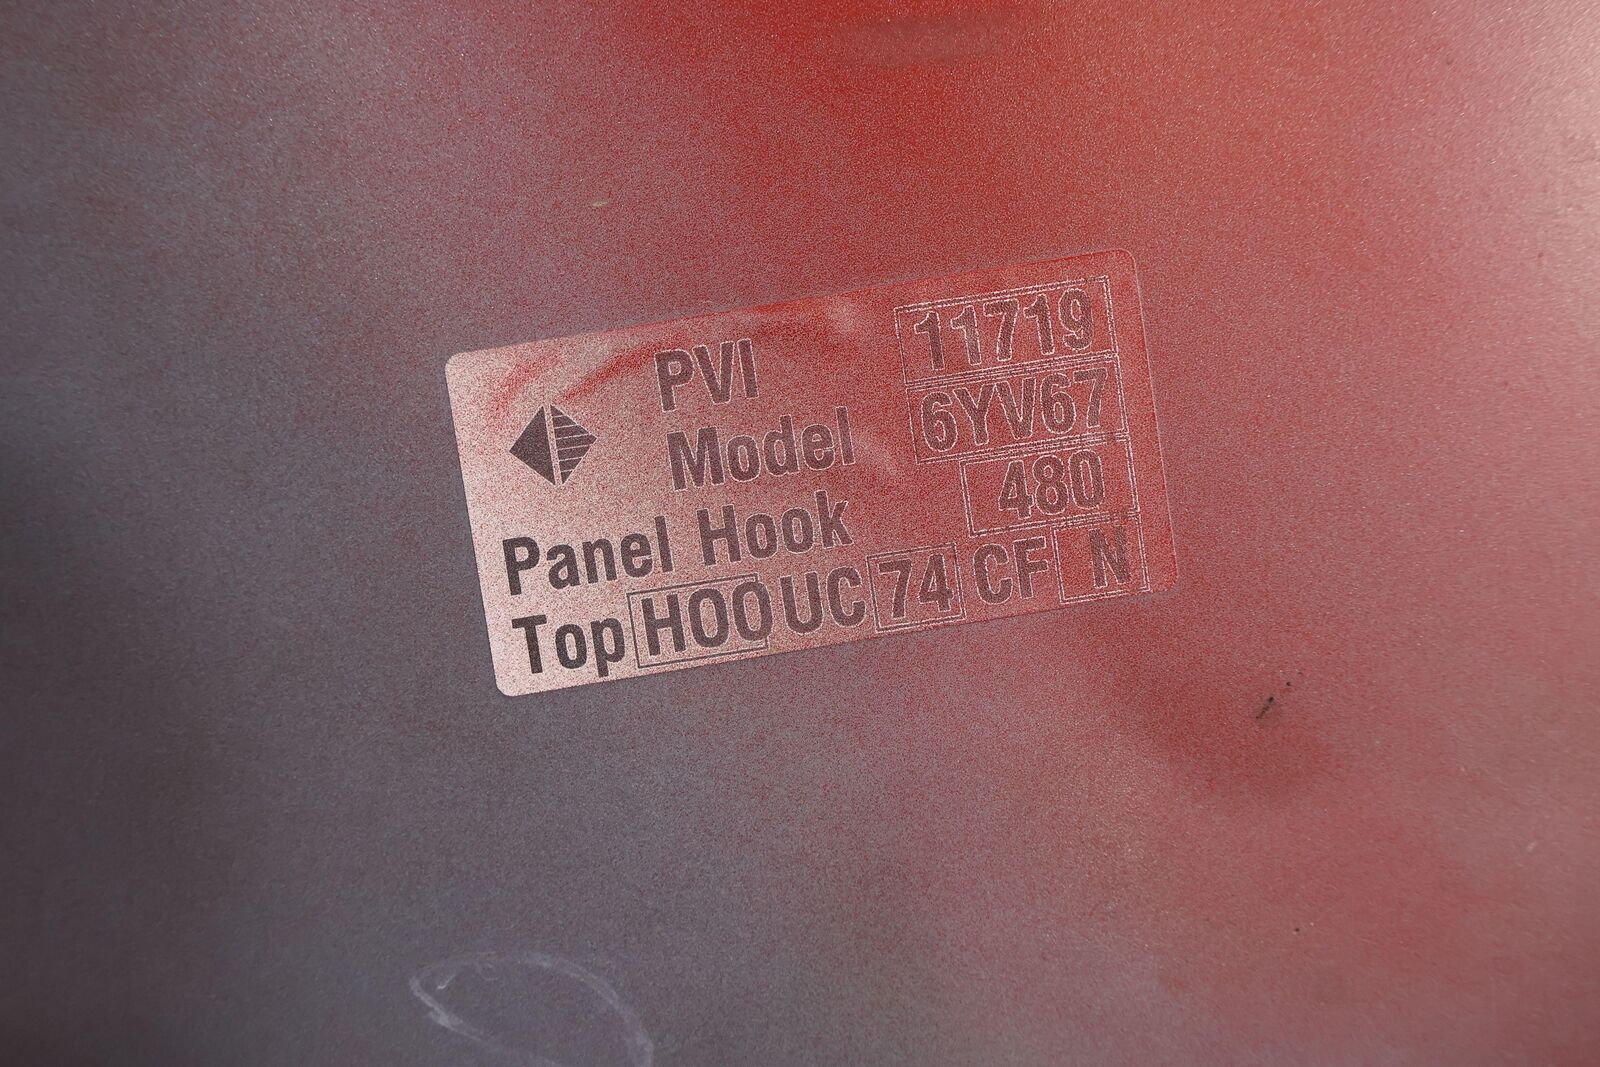 PVI 11719
Model 6YV67
Panel Hook 480
Top HOO UC 74 CF N